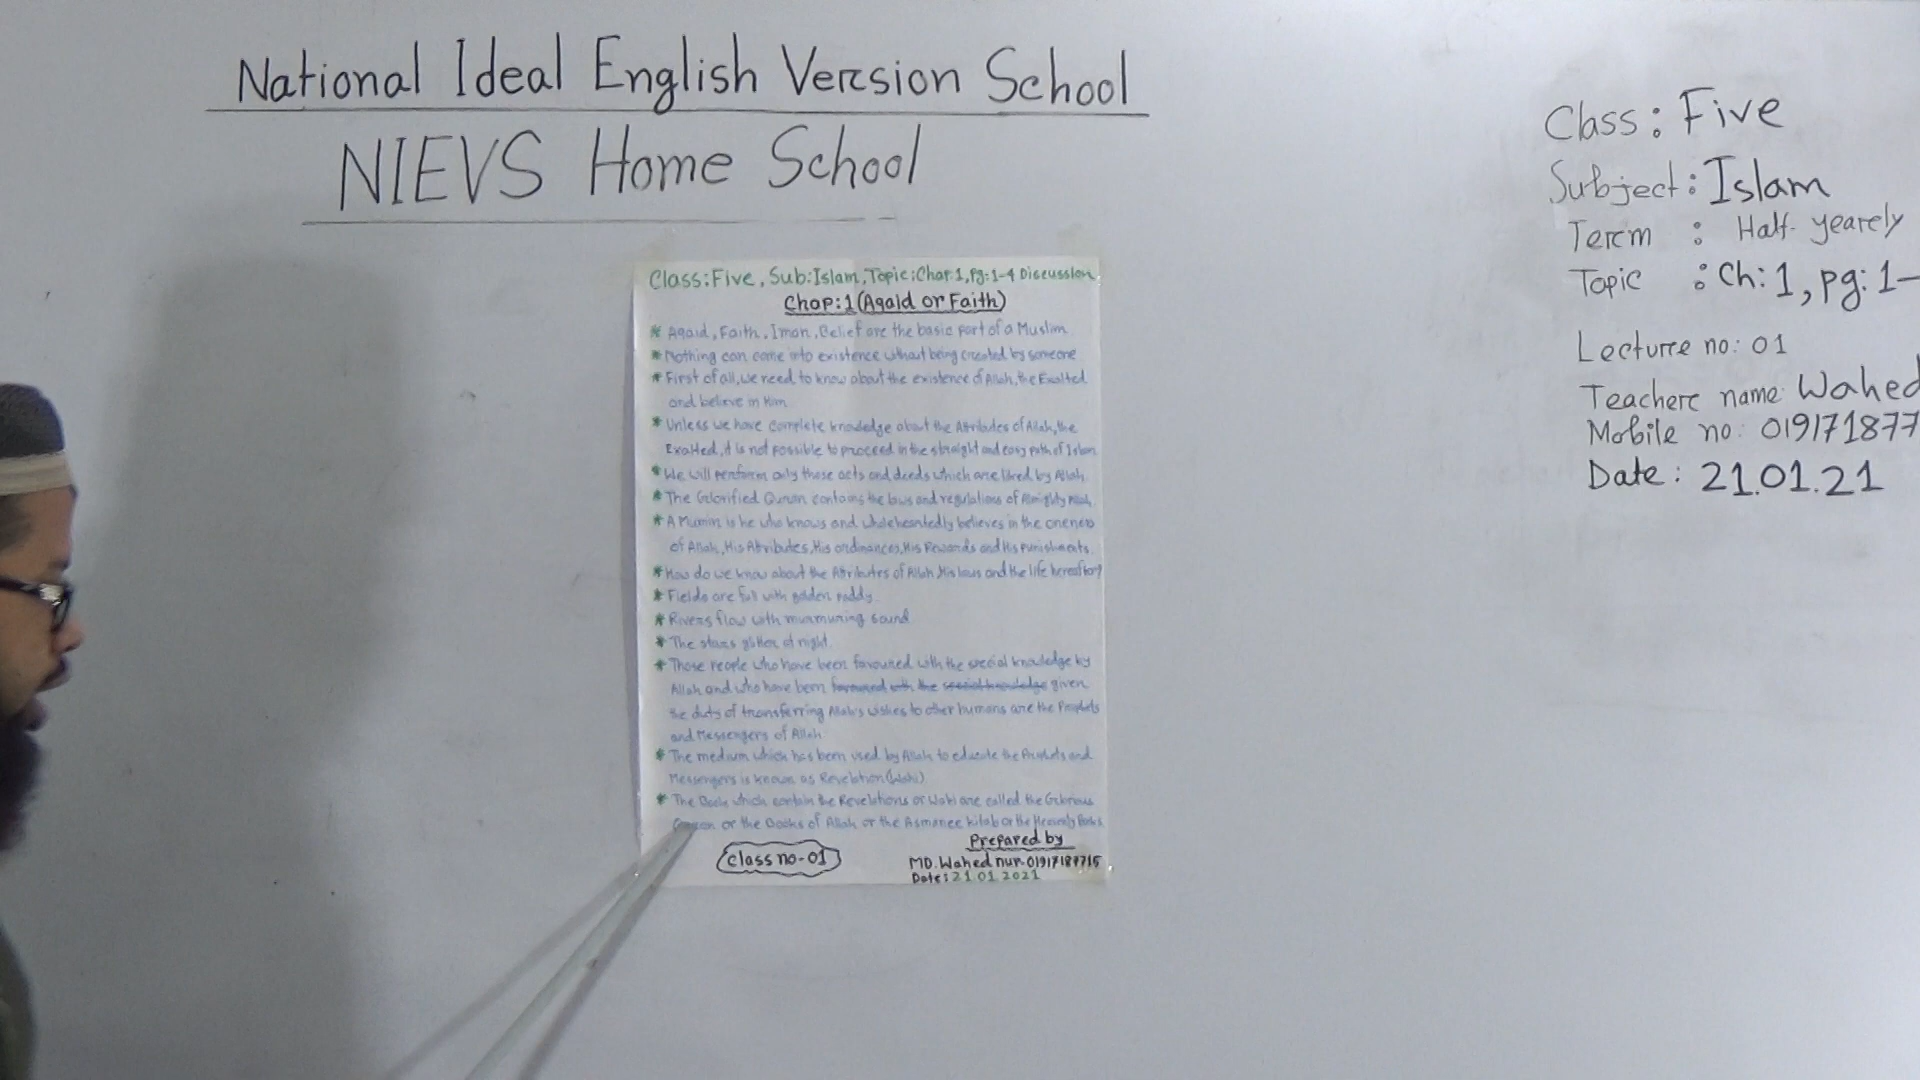 National Ideal English Version School
NIEVS Home School
Class: Five
Subject: Islam
Term : Half yearely
Topic : Ch: 1, pg: 1-
Lecture no: 01
Teacher name: Wahed
Mobile no: 019171877
Date: 21.01.21
Class: Five, Sub: Islam, Topic: Chap: 1, Pg: 1-4 Discussion
Chap: 1 (Aqaid or Faith)
* Aqaid, Faith, Iman, Belief are the basic part of a Muslim
* Nothing can come into existence without being created by someone
* First of all, we need to know about the existence of Allah, the Exalted
and believe in Him
* Unless we have complete knowledge about the Attributes of Allah, the
Exalted, it is not possible to proceed in the straight and easy path of Islam
* We will perform only those acts and deeds which are liked by Allah
* The Glorified Quran contains the laws and regulations of Almighty Allah
* A Mumin is he who knows and wholeheartedly believes in the oneness
of Allah, His Attributes, His ordinances, His Rewards and His Punishments.
* How do we know about the Attributes of Allah, His laws and the life hereafter?
* Fields are full with golden paddy.
* Rivers flow with murmuring sound
* The stars glitter at night.
* Those people who have been favoured with the special knowledge by
Allah and who have been favoured with the special knowledge given
the duty of transferring Allah's wishes to other humans are the Prophets
and Messengers of Allah
* The medium which has been used by Allah to educate the Prophets and
Messengers is known as Revelation (Wahi)
* The Book which contain the Revelations or Wahi are called the Glorious
or the Books of Allah or the Asmanee kitab or the Heavenly Books
Class no-01
Prepared by
MD. Wahed nur-01917187715
Date: 21.01.2021